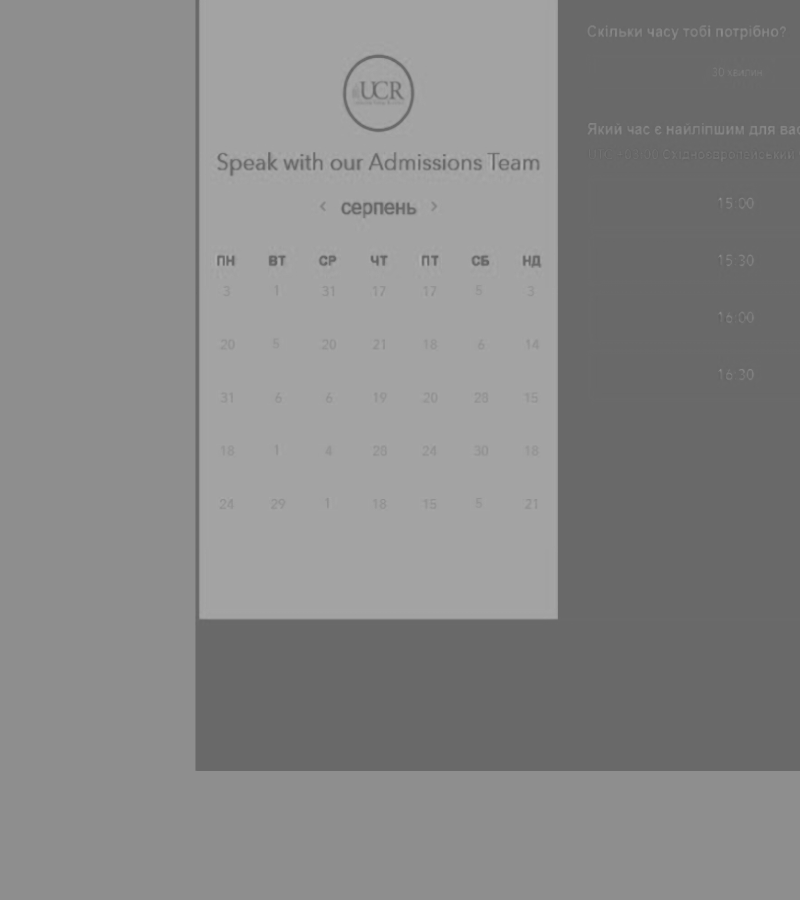 UCR
Speak with our Admissions Team
‹ серпень ›
ПН ВТ СР ЧТ ПТ СБ НД
3 1 31 17 17 5 3
20 5 20 21 18 6 14
31 6 6 19 20 28 15
18 1 4 28 24 30 18
24 29 1 18 15 5 21
Скільки часу тобі потрібно?
30 хвилин
Який час є найліпшим для вас
Східноєвропейський
15:00
15:30
16:00
16:30